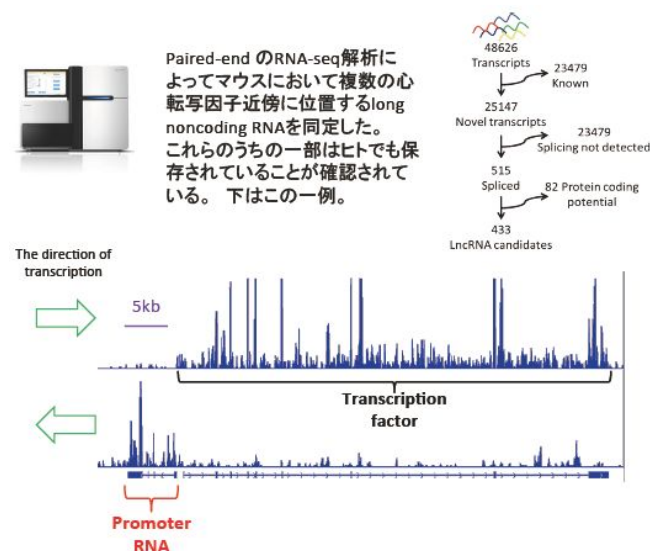 Paired-end のRNA-seq解析に
よってマウスにおいて複数の心
転写因子近傍に位置するlong
noncoding RNAを同定した。
これらのうちの一部はヒトでも保
存されていることが確認されて
いる。 下はこの一例。
48626
Transcripts
23479
Known
25147
Novel transcripts
23479
Splicing not detected
515
Spliced
82 Protein coding
potential
433
LncRNA candidates
The direction of
transcription
5kb
Transcription
factor
Promoter
RNA